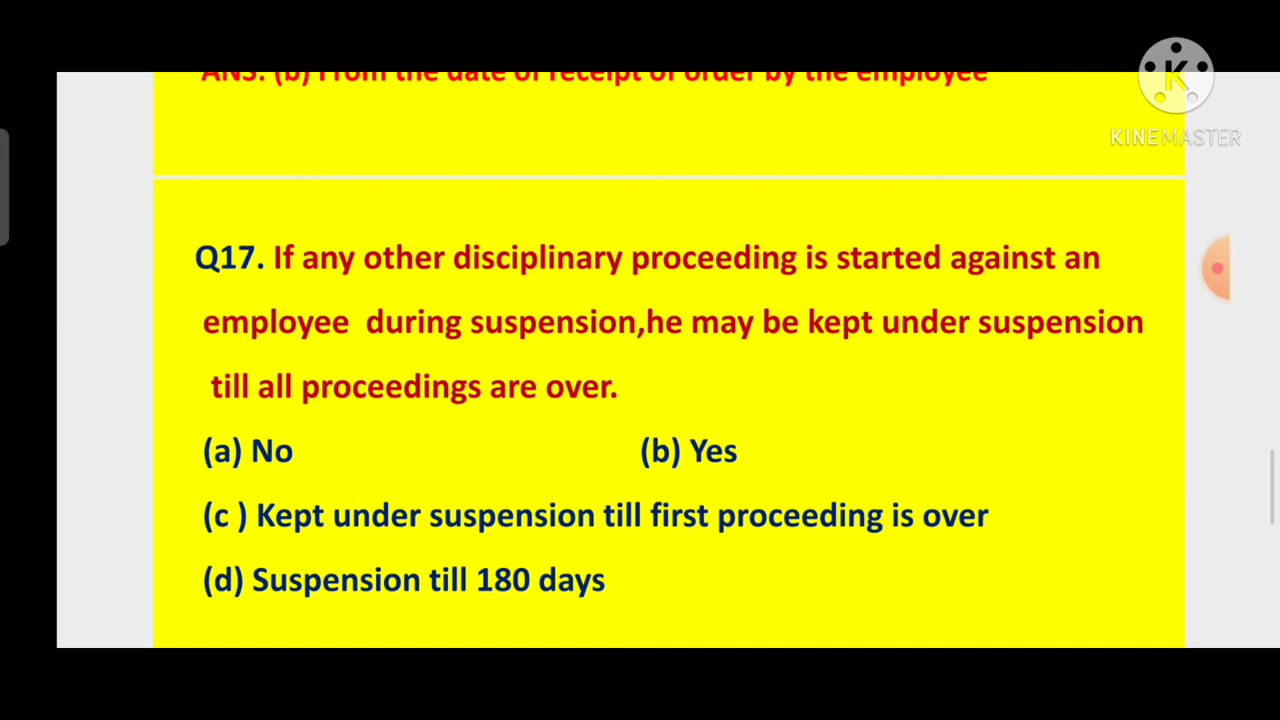 ANS: (b) From the date of receipt of order by the employee
KINEMASTER
Q17. If any other disciplinary proceeding is started against an
employee during suspension,he may be kept under suspension
till all proceedings are over.
(a) No (b) Yes
(c ) Kept under suspension till first proceeding is over
(d) Suspension till 180 days